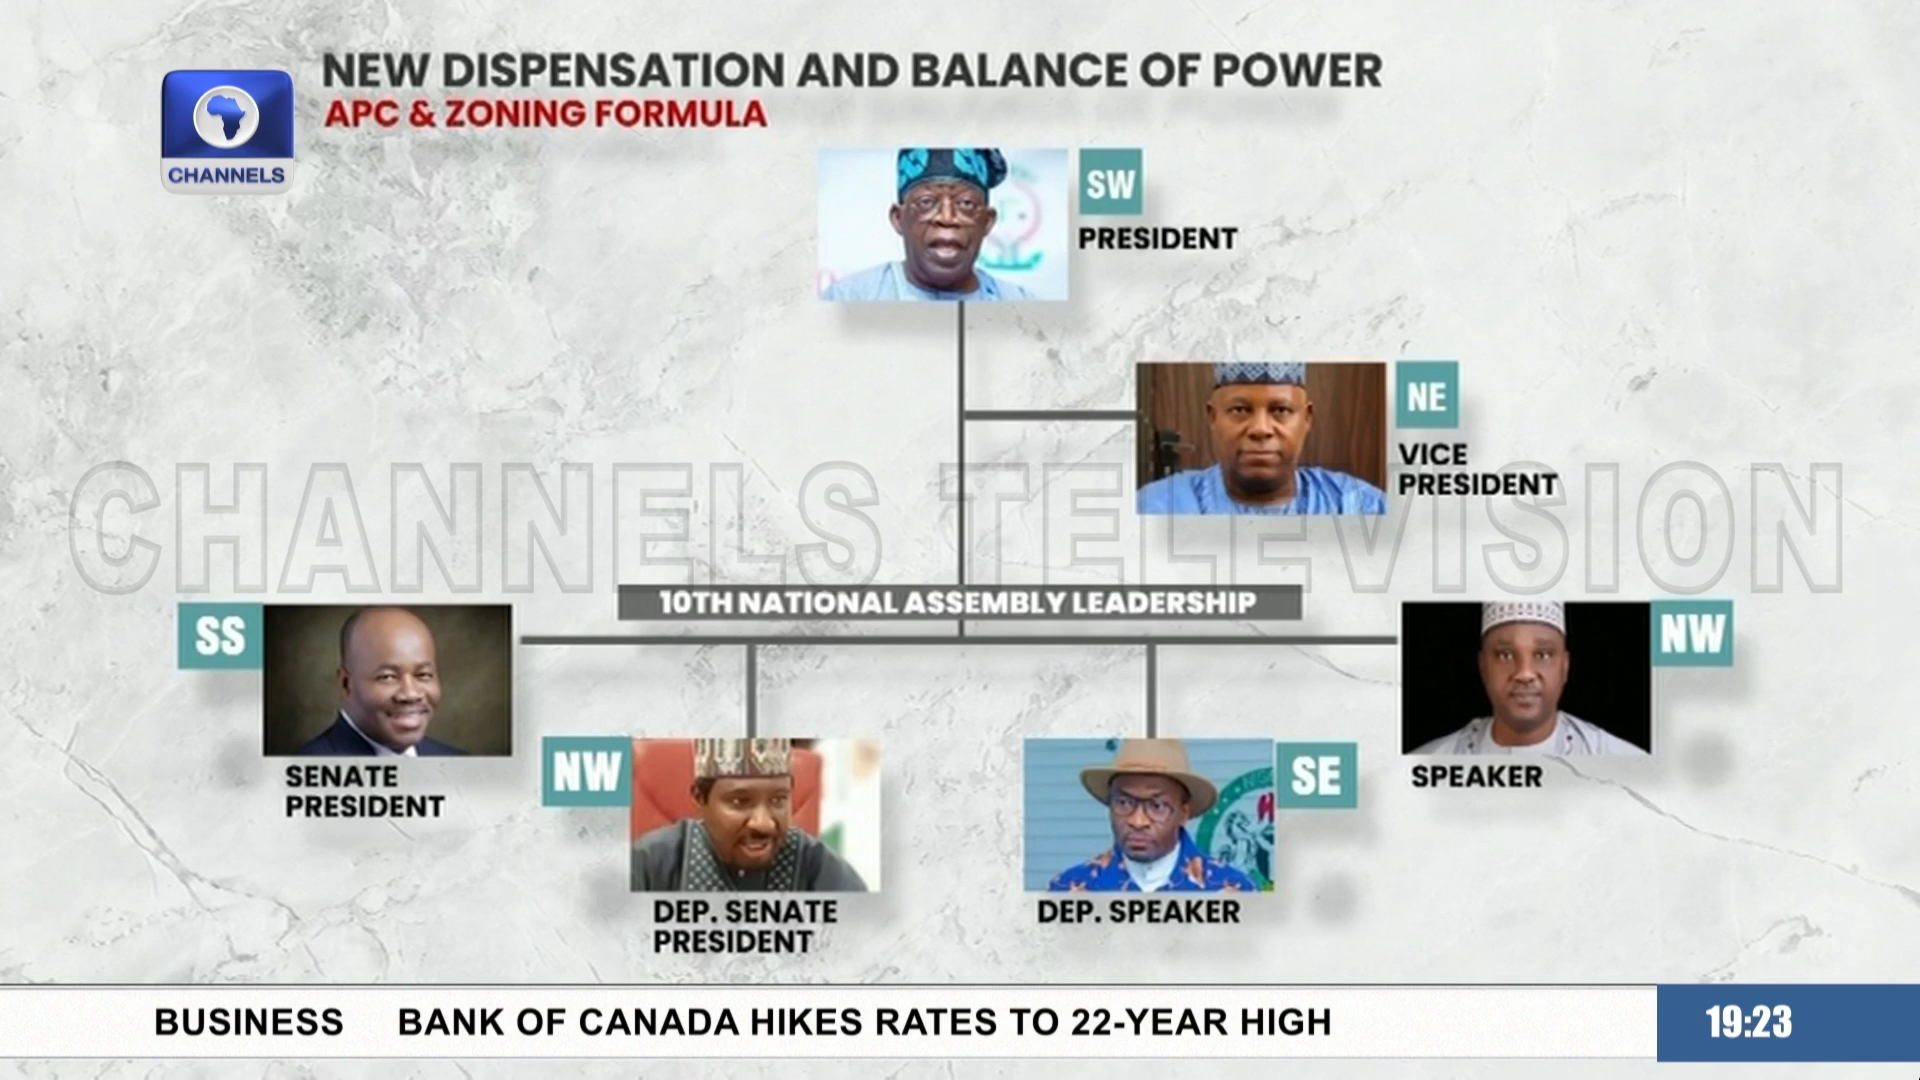 NEW DISPENSATION AND BALANCE OF POWER
APC & ZONING FORMULA
CHANNELS
SW
PRESIDENT
NE
VICE
PRESIDENT
CHANNELS TELEVISION
10TH NATIONAL ASSEMBLY LEADERSHIP
SS
SENATE
PRESIDENT
NW
DEP. SENATE
PRESIDENT
SE
DEP. SPEAKER
NW
SPEAKER
BUSINESS BANK OF CANADA HIKES RATES TO 22-YEAR HIGH
19:23